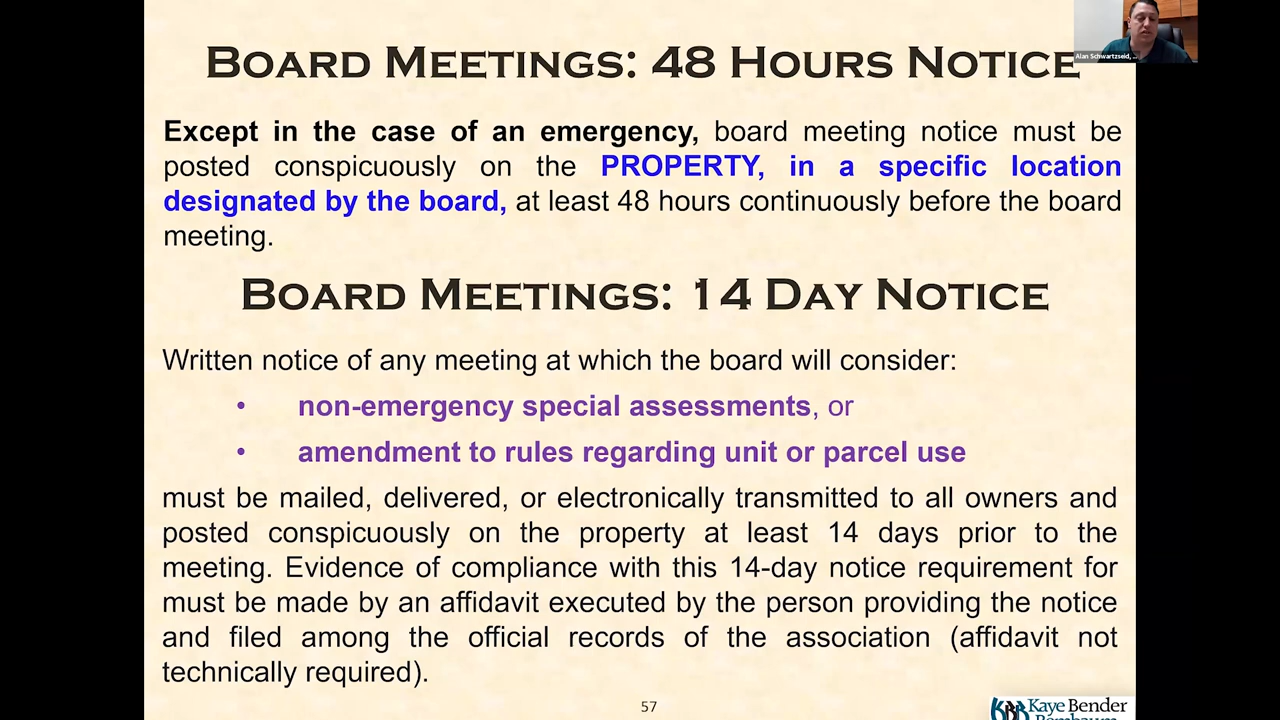 Alan Schwartzseid, ...
BOARD MEETINGS: 48 HOURS NOTICE
Except in the case of an emergency, board meeting notice must be
posted conspicuously on the PROPERTY, in a specific location
designated by the board, at least 48 hours continuously before the board
meeting.
BOARD MEETINGS: 14 DAY NOTICE
Written notice of any meeting at which the board will consider:
• non-emergency special assessments, or
• amendment to rules regarding unit or parcel use
must be mailed, delivered, or electronically transmitted to all owners and
posted conspicuously on the property at least 14 days prior to the
meeting. Evidence of compliance with this 14-day notice requirement for
must be made by an affidavit executed by the person providing the notice
and filed among the official records of the association (affidavit not
technically required).
57
KBR Kaye Bender
Rembaum